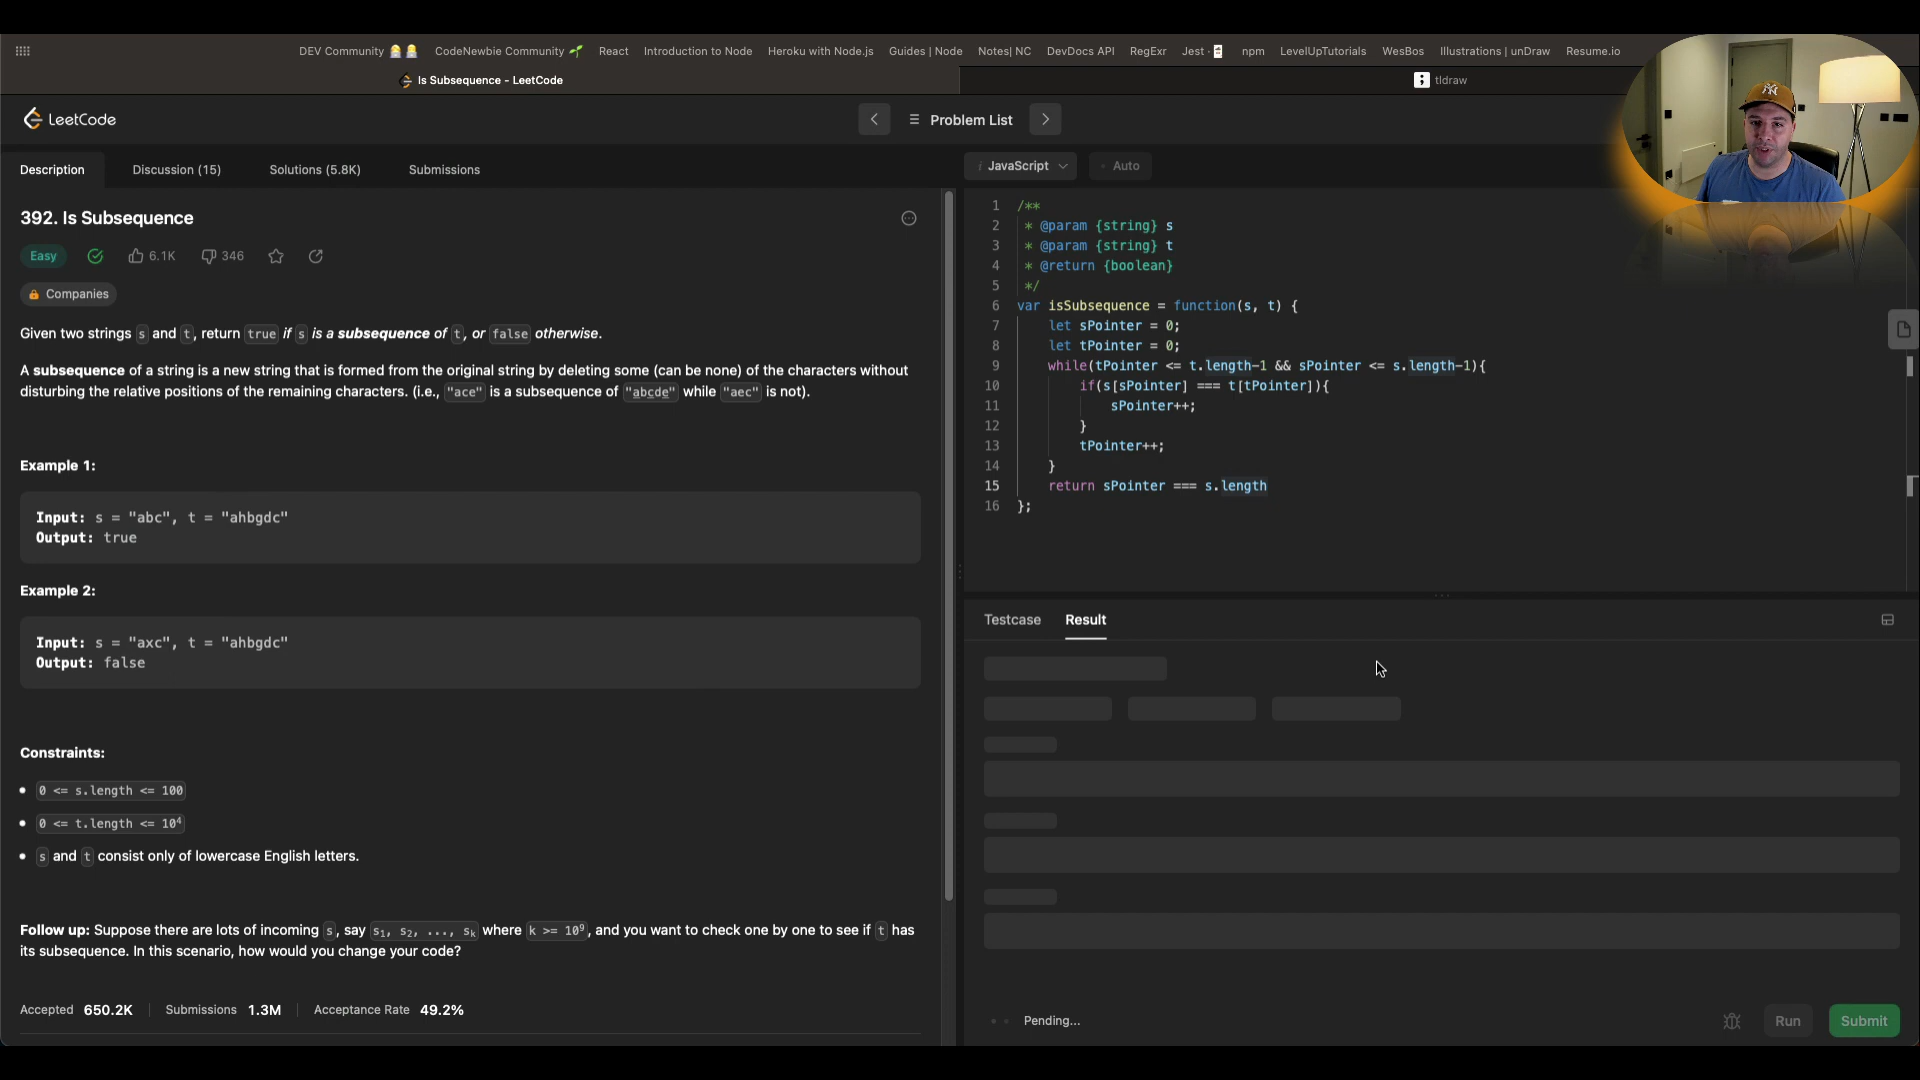 DEV Community 👩‍🦳 👩‍🦳 CodeNewbie Community 🌱 React Introduction to Node Heroku with Node.js Guides | Node Notes| NC DevDocs API RegExr Jest · 🃏 npm LevelUpTutorials WesBos Illustrations | unDraw Resume.io
Is Subsequence - LeetCode
tldraw
LeetCode
Problem List
Description
Discussion (15)
Solutions (5.8K)
Submissions
392. Is Subsequence
Easy
6.1K
346
Companies
Given two strings s and t, return true if s is a subsequence of t, or false otherwise.
A subsequence of a string is a new string that is formed from the original string by deleting some (can be none) of the characters without
disturbing the relative positions of the remaining characters. (i.e., "ace" is a subsequence of "abcde" while "aec" is not).
Example 1:
Input: s = "abc", t = "ahbgdc"
Output: true
Example 2:
Input: s = "axc", t = "ahbgdc"
Output: false
Constraints:
• 0 <= s.length <= 100
• 0 <= t.length <= 10⁴
• s and t consist only of lowercase English letters.
Follow up: Suppose there are lots of incoming s, say s₁, s₂, ..., sₖ where k >= 10⁹, and you want to check one by one to see if t has
its subsequence. In this scenario, how would you change your code?
Accepted 650.2K Submissions 1.3M Acceptance Rate 49.2%
i JavaScript
Auto
1 /**
2  * @param {string} s
3  * @param {string} t
4  * @return {boolean}
5  */
6 var isSubsequence = function(s, t) {
7     let sPointer = 0;
8     let tPointer = 0;
9     while(tPointer <= t.length-1 && sPointer <= s.length-1){
10         if(s[sPointer] === t[tPointer]){
11             sPointer++;
12         }
13         tPointer++;
14     }
15     return sPointer === s.length
16 };
Testcase
Result
Pending...
Run
Submit